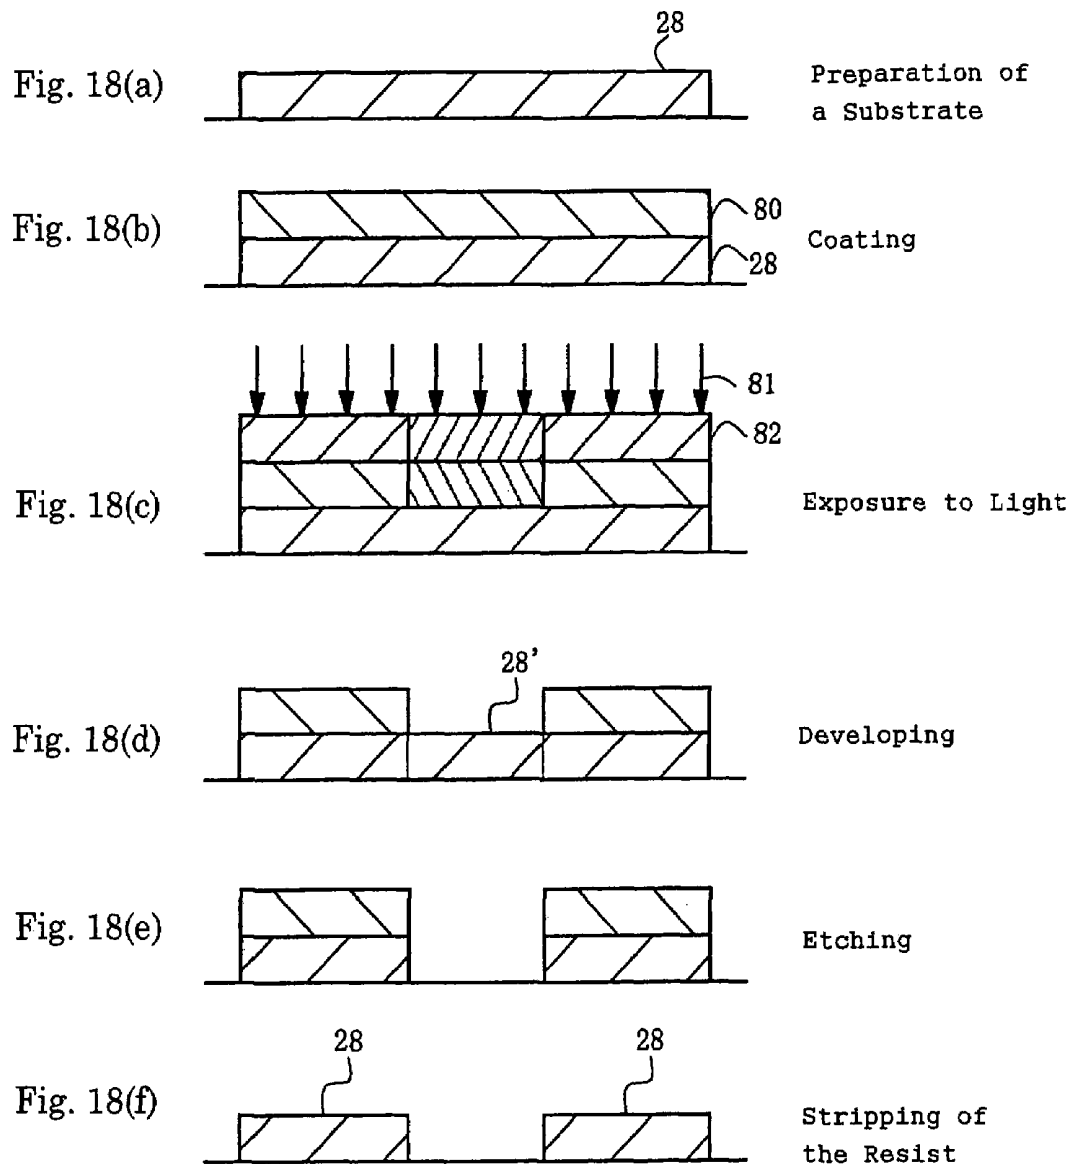 28
Fig. 18(a)
Preparation of
a Substrate
Fig. 18(b)
80
28
Coating
81
82
Fig. 18(c)
Exposure to Light
28'
Fig. 18(d)
Developing
Fig. 18(e)
Etching
28
28
Fig. 18(f)
Stripping of
the Resist